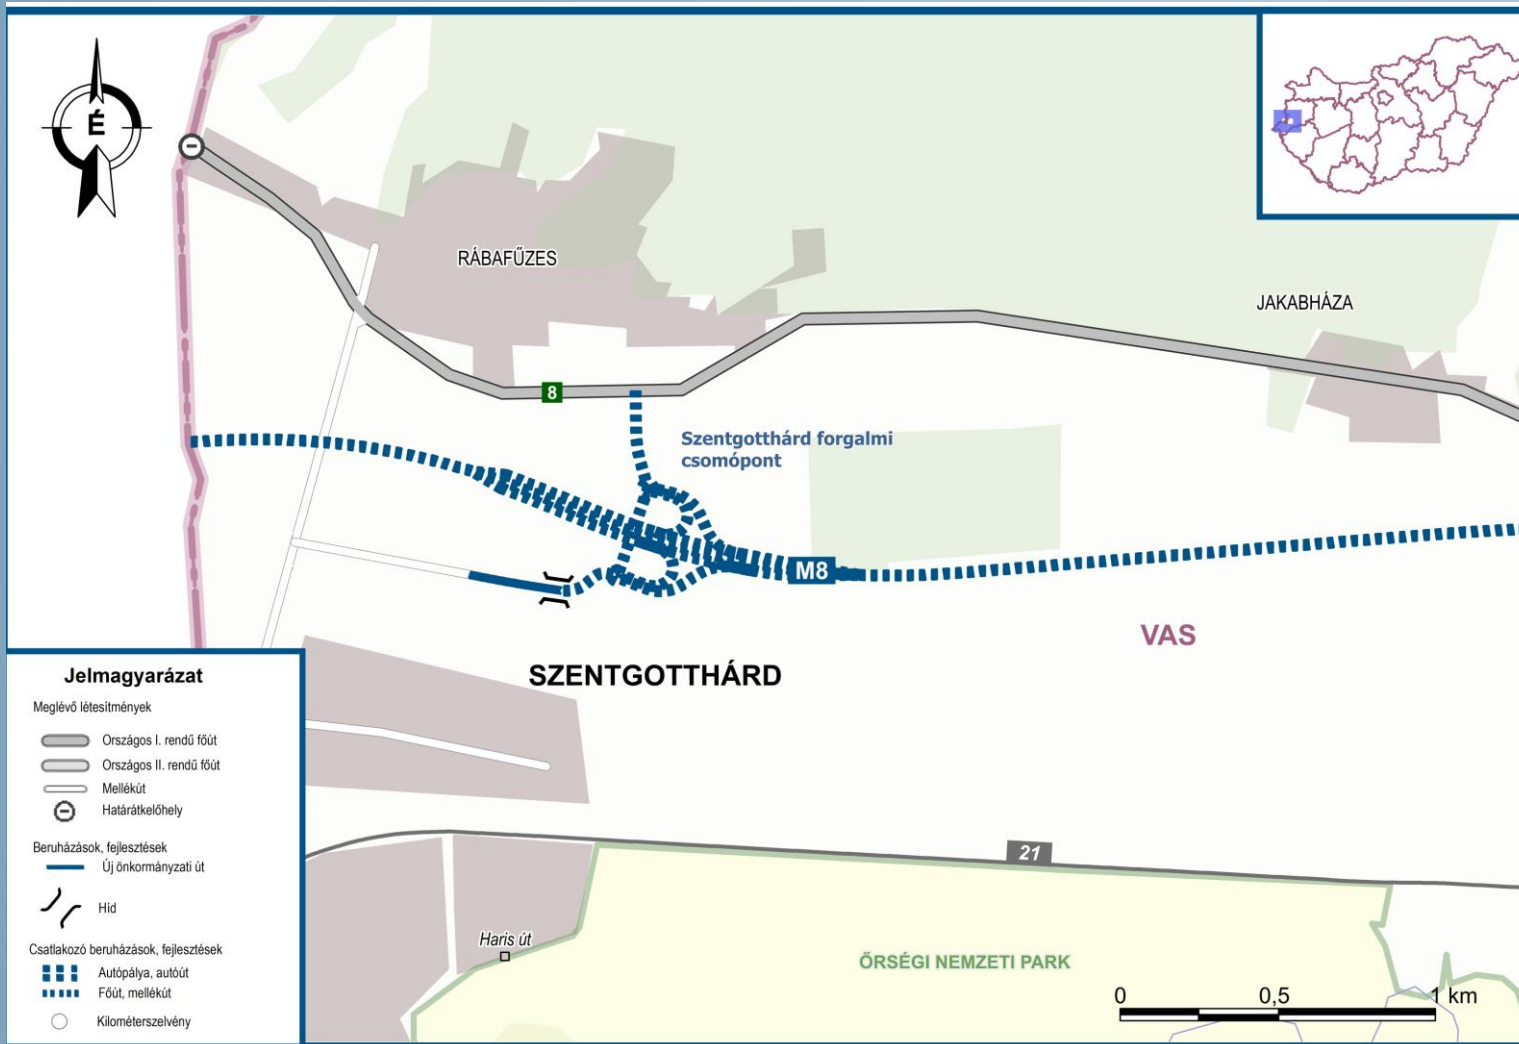 É
RÁBAFŰZES
JAKABHÁZA
8
Szentgotthárd forgalmi
csomópont
M8
VAS
SZENTGOTTHÁRD
Jelmagyarázat
Meglévő létesítmények
Országos I. rendű főút
Országos II. rendű főút
Mellékút
Határátkelőhely
Beruházások, fejlesztések
Új önkormányzati út
Híd
Csatlakozó beruházások, fejlesztések
Autópálya, autóút
Főút, mellékút
Kilométerszelvény
21
Haris út
ŐRSÉGI NEMZETI PARK
0 0,5 1 km